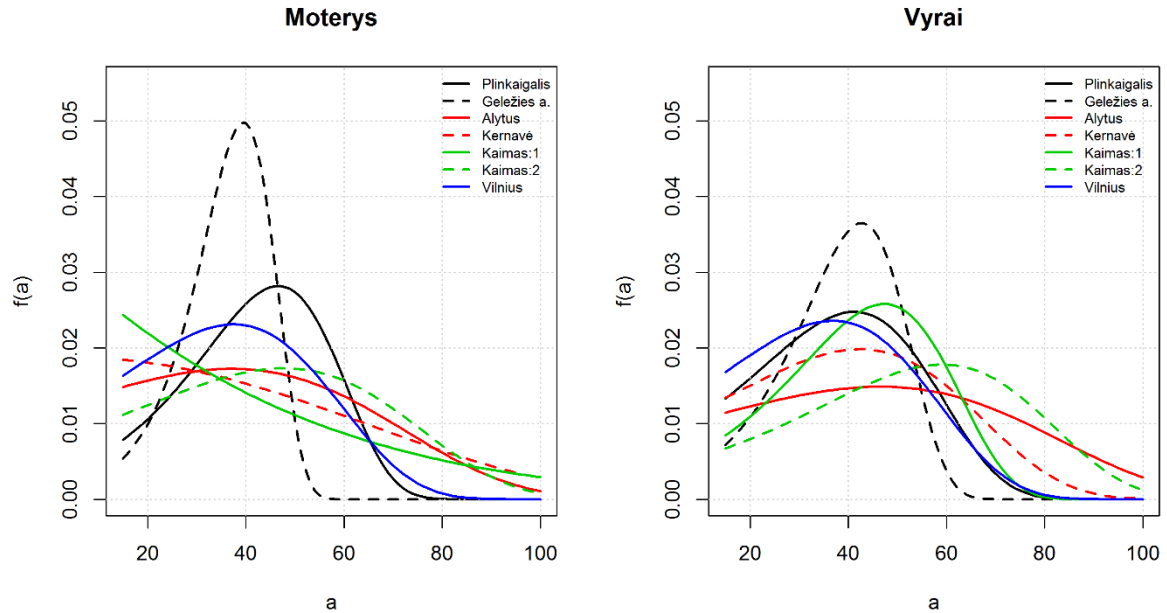 Moterys
0.05
0.04
0.03
0.02
0.01
0.00
f(a)
Plinkaigalis
Geležies a.
Alytus
Kernavė
Kaimas:1
Kaimas:2
Vilnius
20 40 60 80 100
a
Vyrai
0.05
0.04
0.03
0.02
0.01
0.00
f(a)
Plinkaigalis
Geležies a.
Alytus
Kernavė
Kaimas:1
Kaimas:2
Vilnius
20 40 60 80 100
a